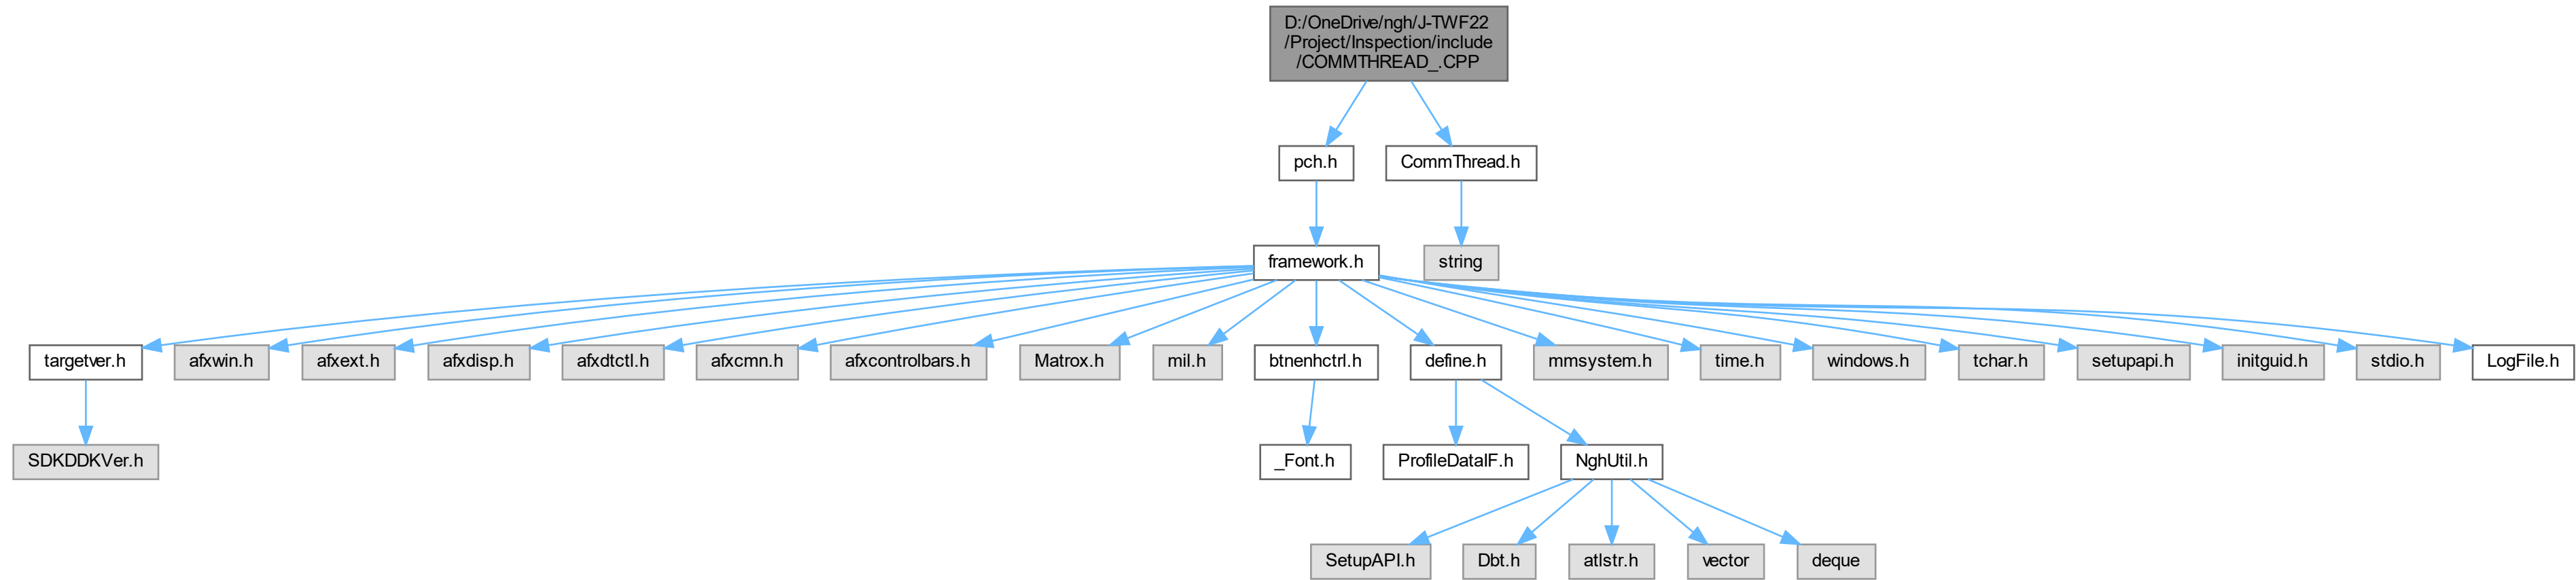 D:/OneDrive/ngh/J-TWF22
/Project/Inspection/include
/COMMTHREAD_.CPP
pch.h
CommThread.h
framework.h
string
targetver.h
afxwin.h
afxext.h
afxdisp.h
afxdtctl.h
afxcmn.h
afxcontrolbars.h
Matrox.h
mil.h
btnenhctrl.h
define.h
mmsystem.h
time.h
windows.h
tchar.h
setupapi.h
initguid.h
stdio.h
LogFile.h
SDKDDKVer.h
_Font.h
ProfileDataIF.h
NghUtil.h
SetupAPI.h
Dbt.h
atlstr.h
vector
deque